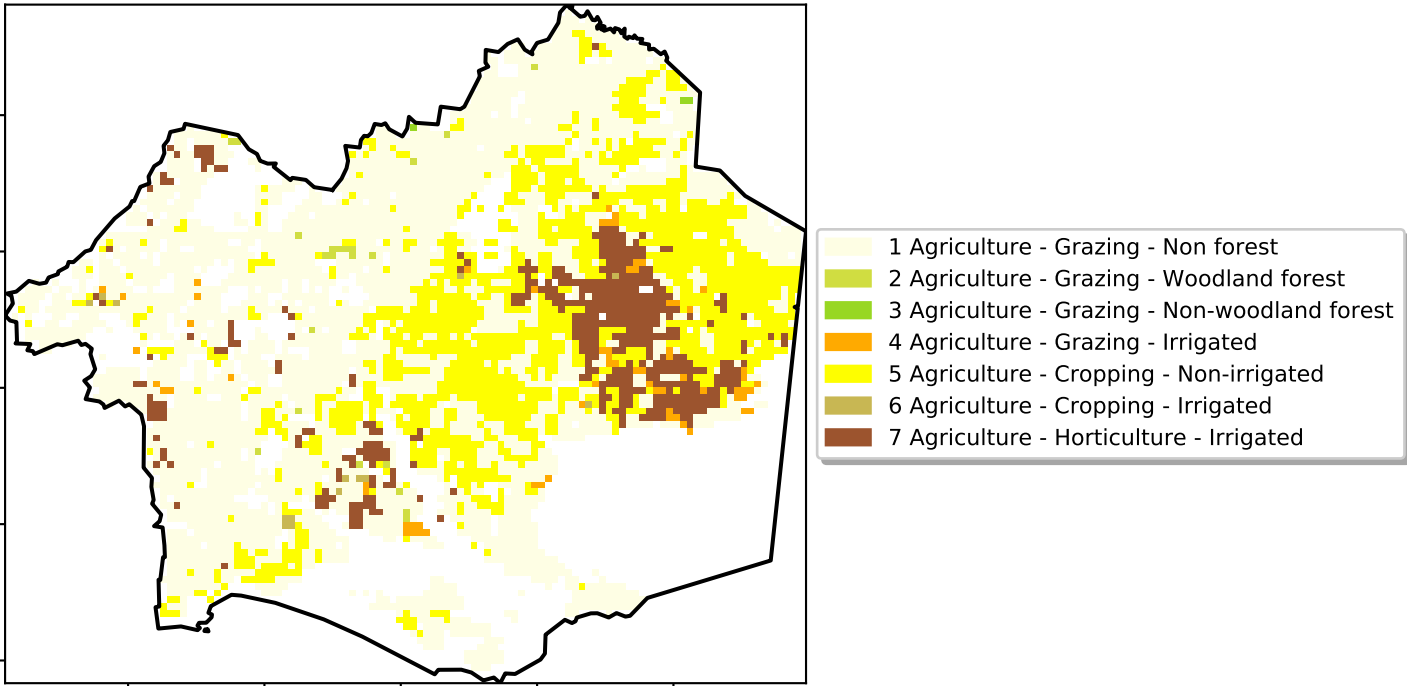 1 Agriculture - Grazing - Non forest
2 Agriculture - Grazing - Woodland forest
3 Agriculture - Grazing - Non-woodland forest
4 Agriculture - Grazing - Irrigated
5 Agriculture - Cropping - Non-irrigated
6 Agriculture - Cropping - Irrigated
7 Agriculture - Horticulture - Irrigated